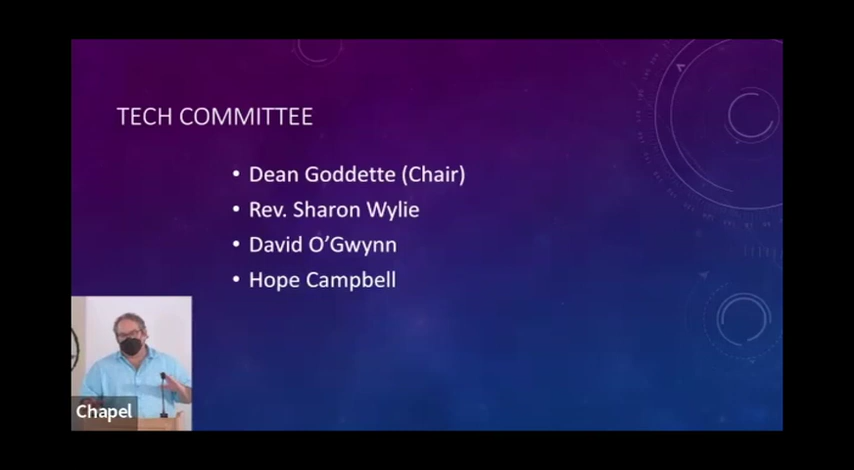 TECH COMMITTEE
• Dean Goddette (Chair)
• Rev. Sharon Wylie
• David O’Gwynn
• Hope Campbell
Chapel